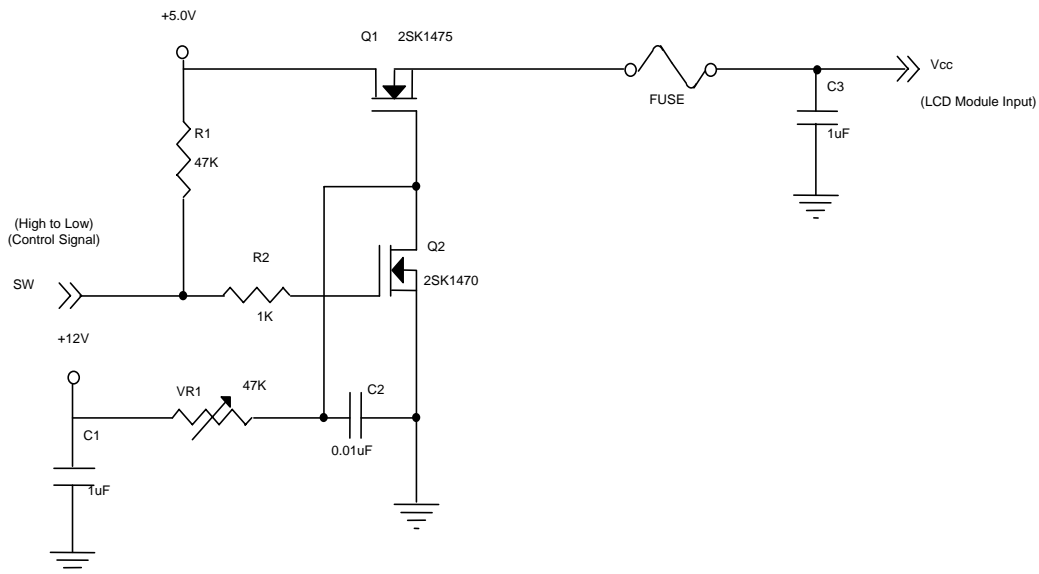 +5.0V
Q1
2SK1475
Vcc
(LCD Module Input)
FUSE
C3
1uF
R1
47K
(High to Low)
(Control Signal)
SW
R2
1K
Q2
2SK1470
+12V
VR1
47K
C2
0.01uF
C1
1uF